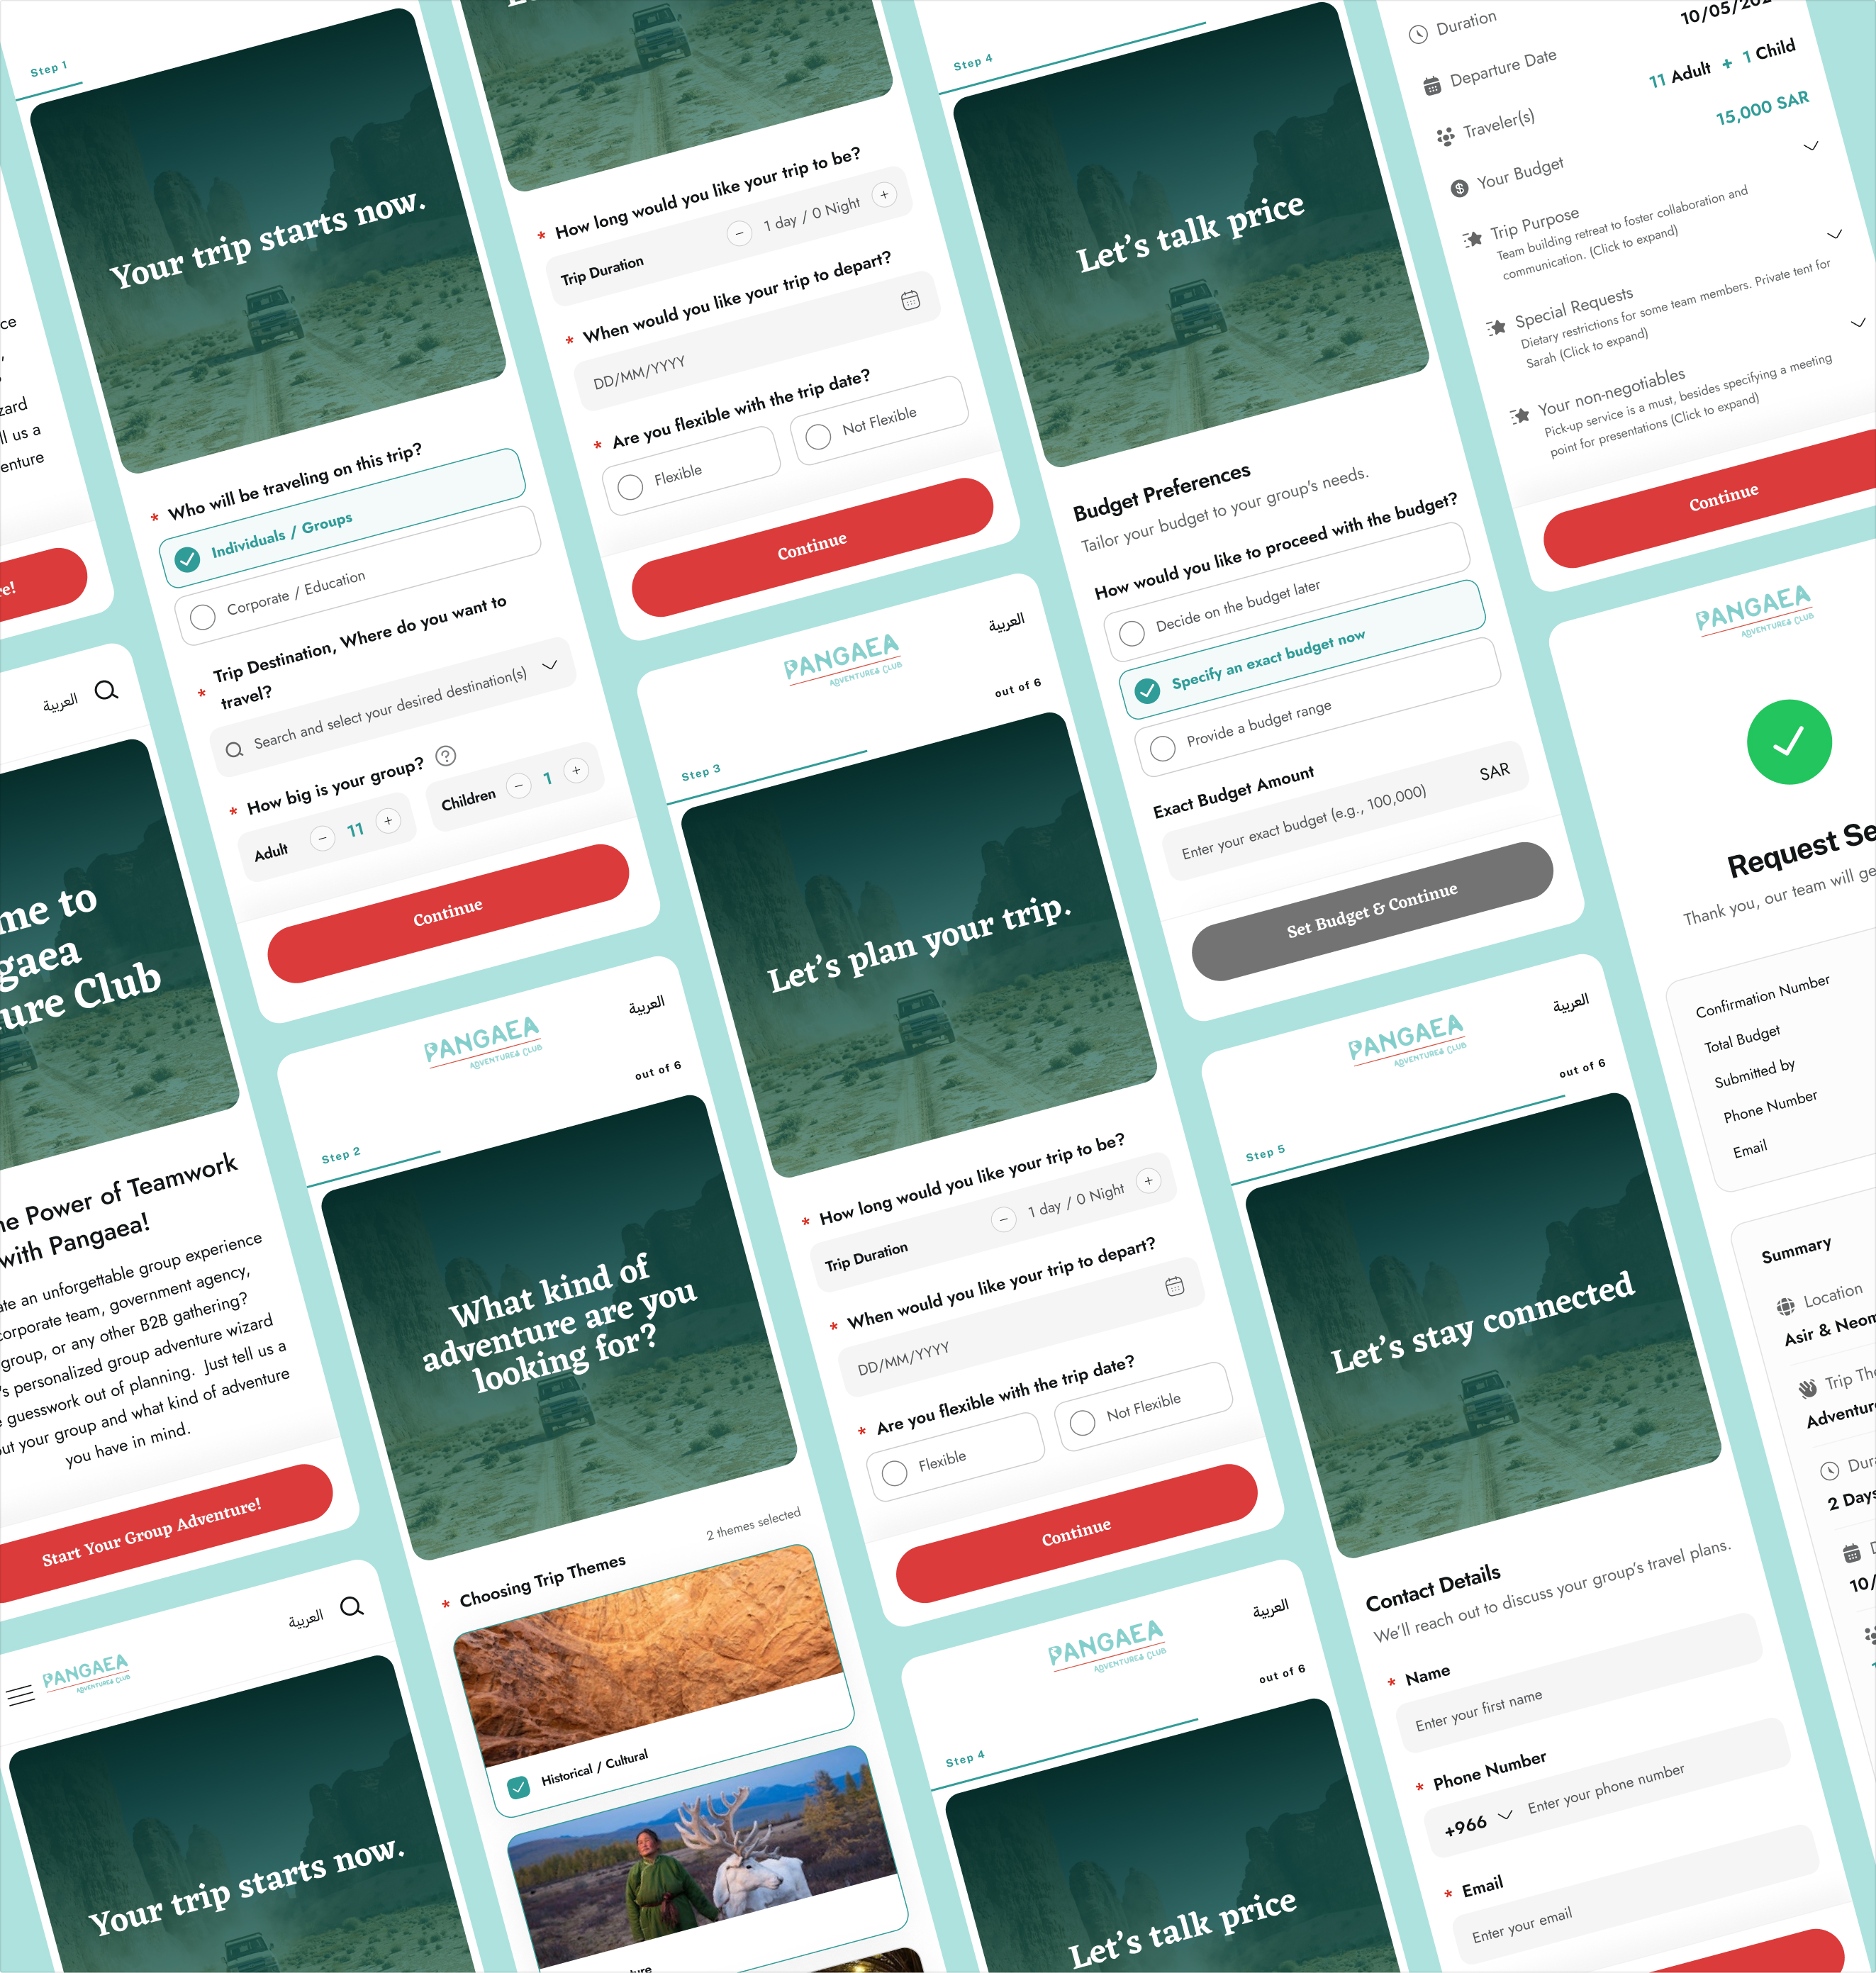 ce
zard
ll us a
enture
re!
العربية
me to
gaea
ure Club
he Power of Teamwork
with Pangaea!
ate an unforgettable group experience
corporate team, government agency,
group, or any other B2B gathering?
's personalized group adventure wizard
guesswork out of planning. Just tell us a
out your group and what kind of adventure
you have in mind.
Start Your Group Adventure!
PANGAEA
ADVENTURES CLUB
العربية
Your trip starts now.
Step 1
Your trip starts now.
* Who will be traveling on this trip?
Individuals / Groups
Corporate / Education
* Trip Destination, Where do you want to
travel?
Search and select your desired destination(s)
* How big is your group? ?
Adult − 11 +
Children − 1 +
Continue
PANGAEA
ADVENTURES CLUB
العربية
Step 2
out of 6
What kind of
adventure are you
looking for?
* Choosing Trip Themes
2 themes selected
Historical / Cultural
ture
* How long would you like your trip to be?
Trip Duration − 1 day / 0 Night +
* When would you like your trip to depart?
DD/MM/YYYY
* Are you flexible with the trip date?
Flexible
Not Flexible
Continue
PANGAEA
ADVENTURES CLUB
العربية
Step 3
out of 6
Let’s plan your trip.
* How long would you like your trip to be?
Trip Duration − 1 day / 0 Night +
* When would you like your trip to depart?
DD/MM/YYYY
* Are you flexible with the trip date?
Flexible
Not Flexible
Continue
PANGAEA
ADVENTURES CLUB
العربية
Step 4
out of 6
Let’s talk price
Step 4
Let’s talk price
Budget Preferences
Tailor your budget to your group's needs.
How would you like to proceed with the budget?
Decide on the budget later
Specify an exact budget now
Provide a budget range
Exact Budget Amount
Enter your exact budget (e.g., 100,000) SAR
Set Budget & Continue
PANGAEA
ADVENTURES CLUB
العربية
Step 5
out of 6
Let’s stay connected
Contact Details
We’ll reach out to discuss your group’s travel plans.
* Name
Enter your first name
* Phone Number
+966 Enter your phone number
* Email
Enter your email
Duration
Departure Date 10/05/202
Traveler(s) 11 Adult + 1 Child
Your Budget 15,000 SAR
Trip Purpose
Team building retreat to foster collaboration and
communication. (Click to expand)
Special Requests
Dietary restrictions for some team members. Private tent for
Sarah (Click to expand)
Your non-negotiables
Pick-up service is a must, besides specifying a meeting
point for presentations (Click to expand)
Continue
PANGAEA
ADVENTURES CLUB
Request Se
Thank you, our team will ge
Confirmation Number
Total Budget
Submitted by
Phone Number
Email
Summary
Location
Asir & Neom
Trip The
Adventure
Dura
2 Days
D
10/